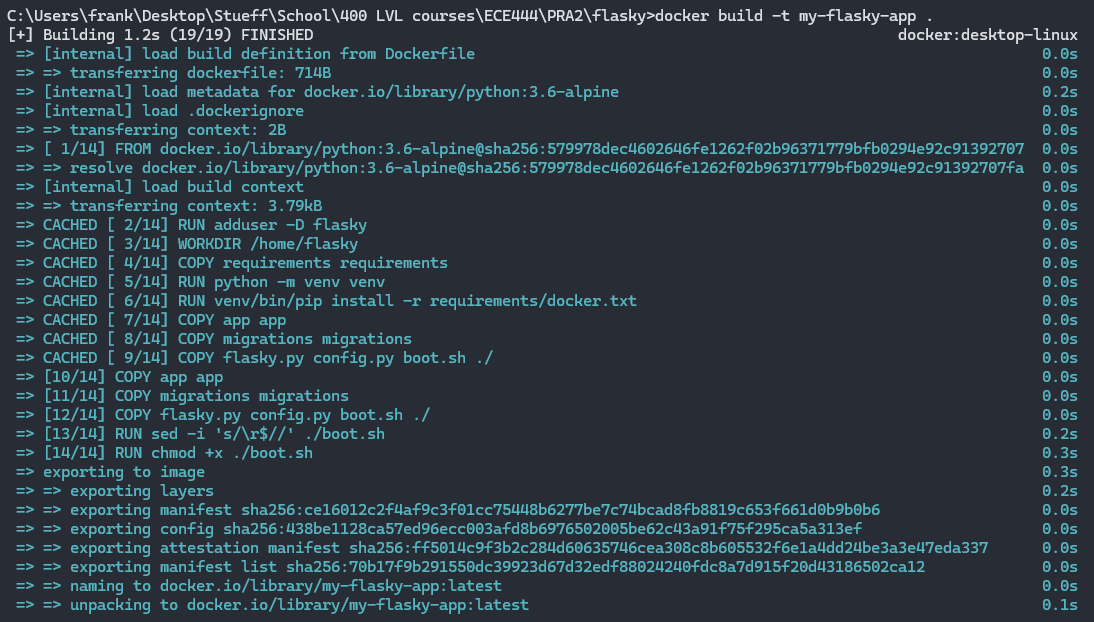 C:\Users\frank\Desktop\Stueff\School\400 LVL courses\ECE444\PRA2\flasky>docker build -t my-flasky-app .
[+] Building 1.2s (19/19) FINISHED docker:desktop-linux
=> [internal] load build definition from Dockerfile 0.0s
=> => transferring dockerfile: 714B 0.0s
=> [internal] load metadata for docker.io/library/python:3.6-alpine 0.2s
=> [internal] load .dockerignore 0.0s
=> => transferring context: 2B 0.0s
=> [ 1/14] FROM docker.io/library/python:3.6-alpine@sha256:579978dec4602646fe1262f02b96371779bfb0294e92c91392707 0.0s
=> => resolve docker.io/library/python:3.6-alpine@sha256:579978dec4602646fe1262f02b96371779bfb0294e92c91392707fa 0.0s
=> [internal] load build context 0.0s
=> => transferring context: 3.79kB 0.0s
=> CACHED [ 2/14] RUN adduser -D flasky 0.0s
=> CACHED [ 3/14] WORKDIR /home/flasky 0.0s
=> CACHED [ 4/14] COPY requirements requirements 0.0s
=> CACHED [ 5/14] RUN python -m venv venv 0.0s
=> CACHED [ 6/14] RUN venv/bin/pip install -r requirements/docker.txt 0.0s
=> CACHED [ 7/14] COPY app app 0.0s
=> CACHED [ 8/14] COPY migrations migrations 0.0s
=> CACHED [ 9/14] COPY flasky.py config.py boot.sh ./ 0.0s
=> [10/14] COPY app app 0.0s
=> [11/14] COPY migrations migrations 0.0s
=> [12/14] COPY flasky.py config.py boot.sh ./ 0.0s
=> [13/14] RUN sed -i 's/\r$//' ./boot.sh 0.2s
=> [14/14] RUN chmod +x ./boot.sh 0.3s
=> exporting to image 0.3s
=> => exporting layers 0.2s
=> => exporting manifest sha256:ce16012c2f4af9c3f01cc75448b6277be7c74bcad8fb8819c653f661d0b9b0b6 0.0s
=> => exporting config sha256:438be1128ca57ed96ecc003afd8b6976502005be62c43a91f75f295ca5a313ef 0.0s
=> => exporting attestation manifest sha256:ff5014c9f3b2c284d60635746cea308c8b605532f6e1a4dd24be3a3e47eda337 0.0s
=> => exporting manifest list sha256:70b17f9b291550dc39923d67d32edf88024240fdc8a7d915f20d43186502ca12 0.0s
=> => naming to docker.io/library/my-flasky-app:latest 0.0s
=> => unpacking to docker.io/library/my-flasky-app:latest 0.1s